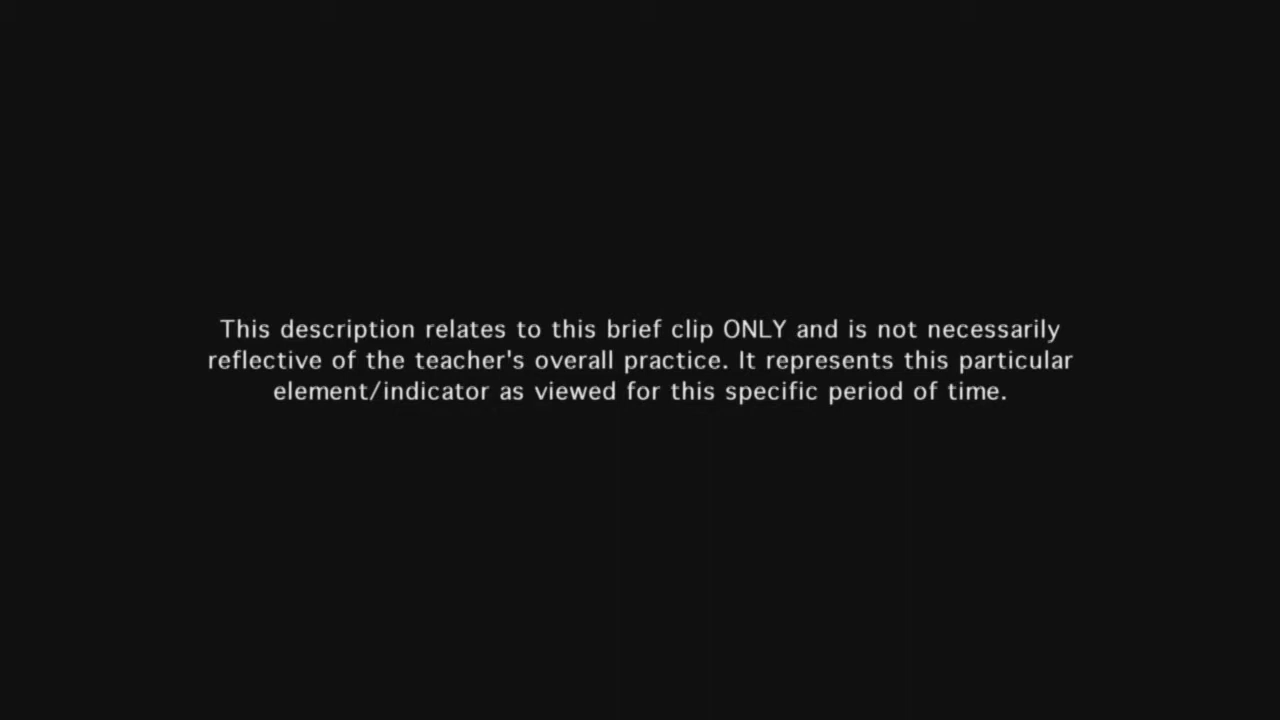 This description relates to this brief clip ONLY and is not necessarily
reflective of the teacher's overall practice. It represents this particular
element/indicator as viewed for this specific period of time.